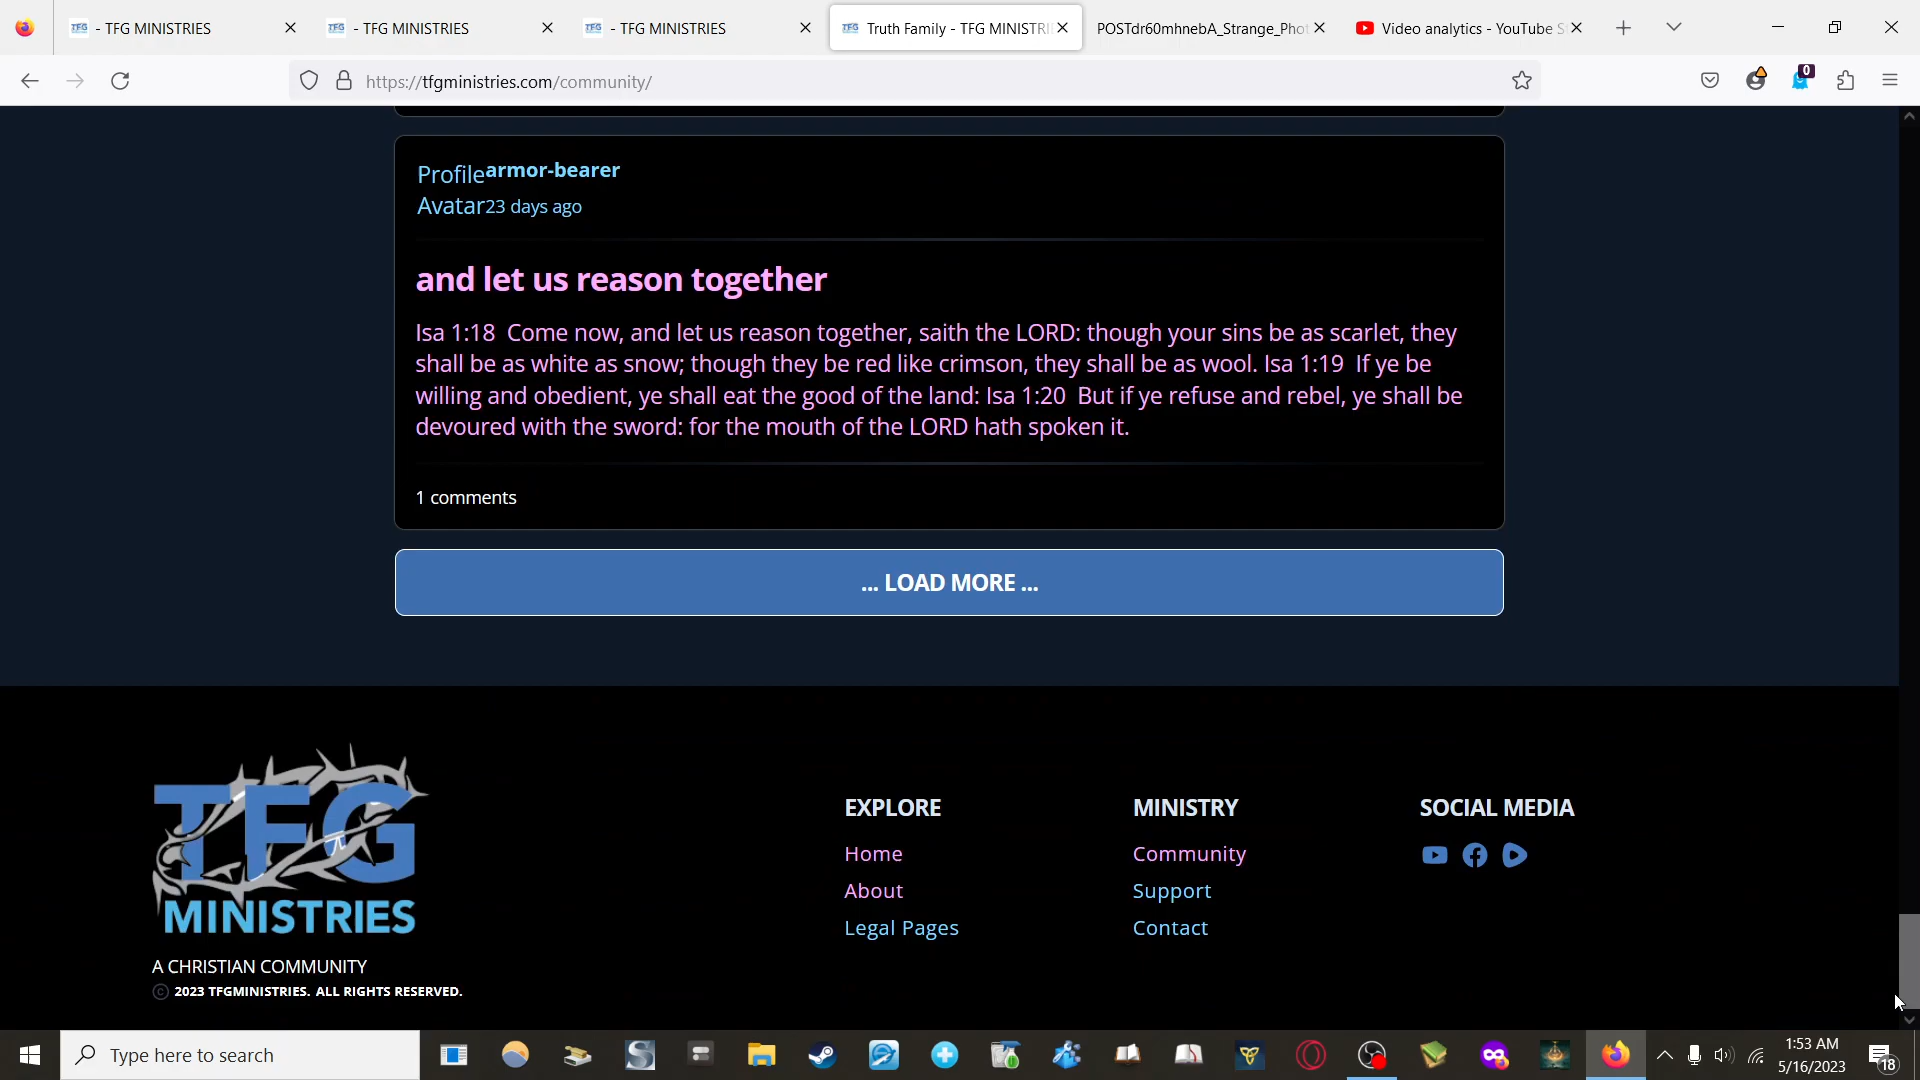 - TFG MINISTRIES
- TFG MINISTRIES
- TFG MINISTRIES
Truth Family - TFG MINISTRI
POSTdr60mhnebA_Strange_Phot
Video analytics - YouTube S
https://tfgministries.com/community/
0
Profile armor-bearer
Avatar 23 days ago
and let us reason together
Isa 1:18  Come now, and let us reason together, saith the LORD: though your sins be as scarlet, they
shall be as white as snow; though they be red like crimson, they shall be as wool. Isa 1:19  If ye be
willing and obedient, ye shall eat the good of the land: Isa 1:20  But if ye refuse and rebel, ye shall be
devoured with the sword: for the mouth of the LORD hath spoken it.
1 comments
... LOAD MORE ...
TFG
MINISTRIES
A CHRISTIAN COMMUNITY
© 2023 TFGMINISTRIES. ALL RIGHTS RESERVED.
EXPLORE
Home
About
Legal Pages
MINISTRY
Community
Support
Contact
SOCIAL MEDIA
Type here to search
1:53 AM
5/16/2023
18